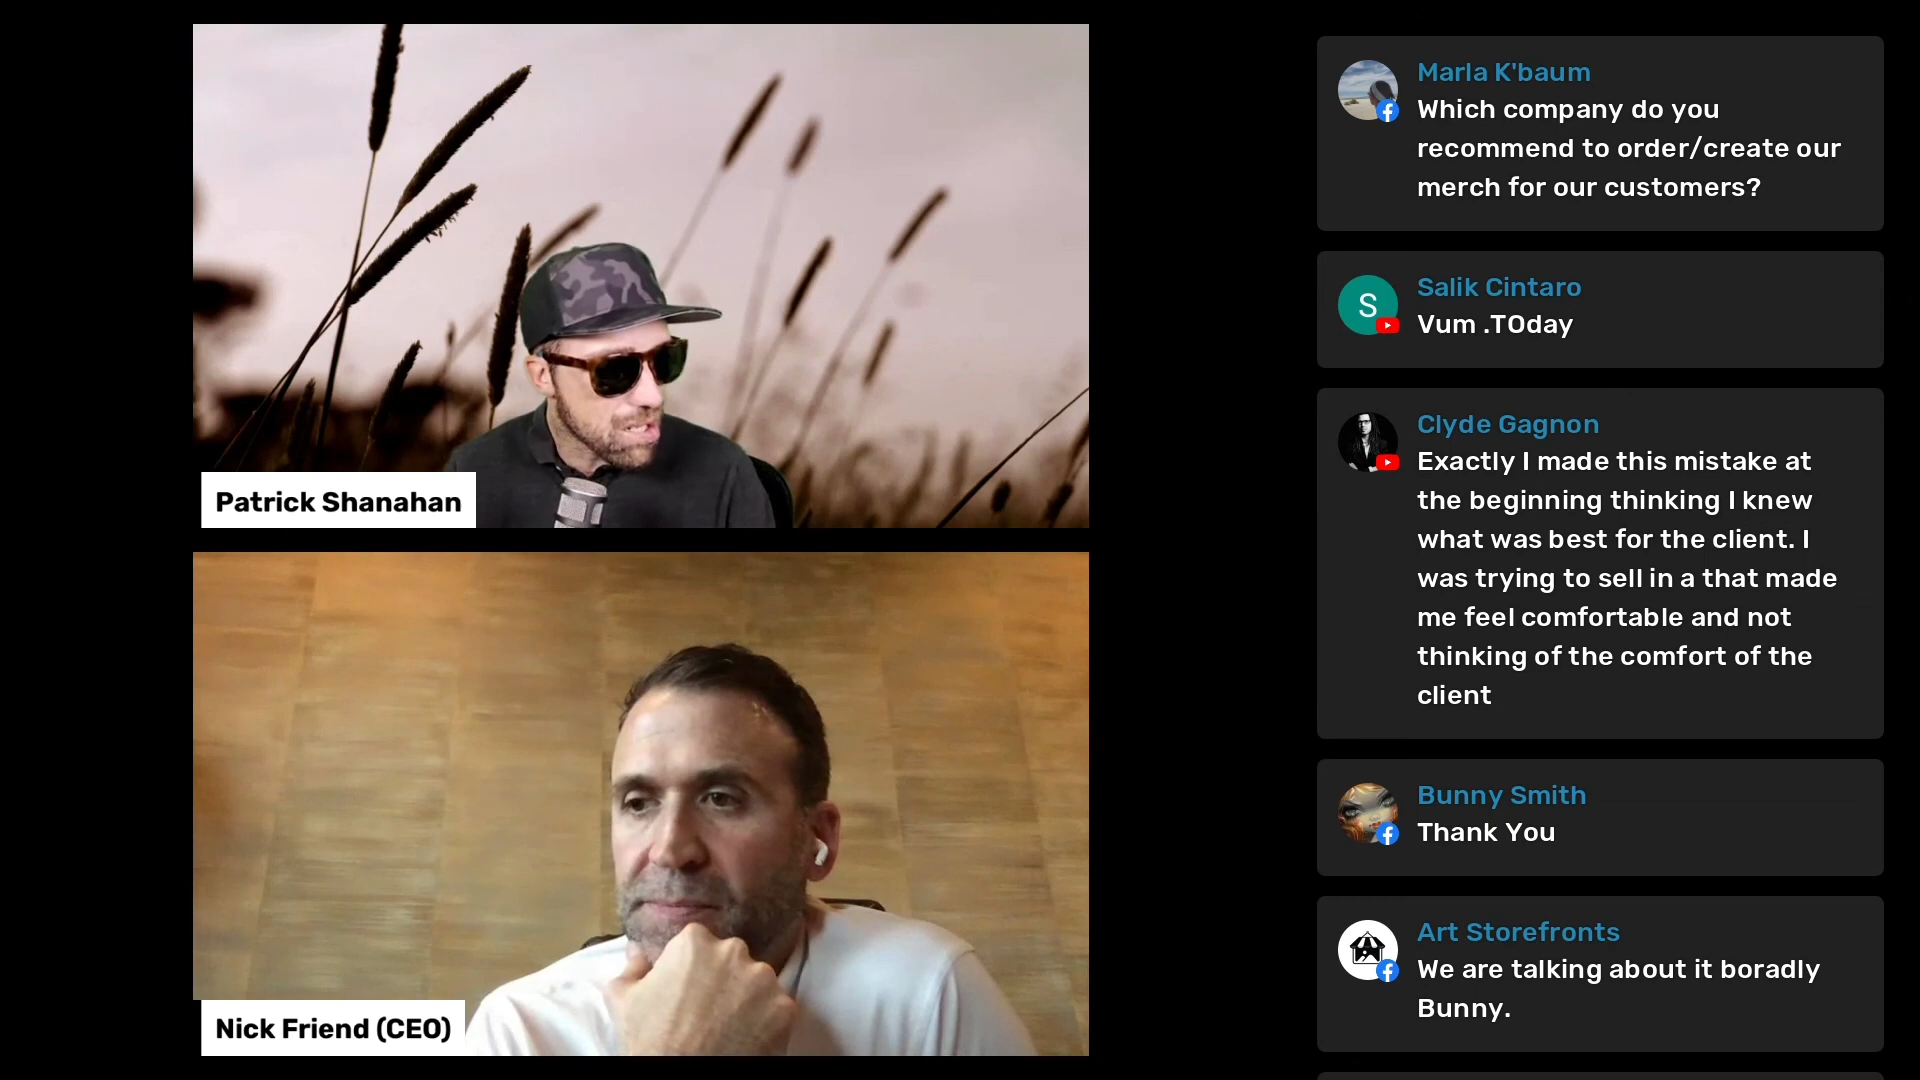 Patrick Shanahan
Nick Friend (CEO)
Marla K'baum
Which company do you
recommend to order/create our
merch for our customers?
S
Salik Cintaro
Vum .TOday
Clyde Gagnon
Exactly I made this mistake at
the beginning thinking I knew
what was best for the client. I
was trying to sell in a that made
me feel comfortable and not
thinking of the comfort of the
client
Bunny Smith
Thank You
Art Storefronts
We are talking about it boradly
Bunny.